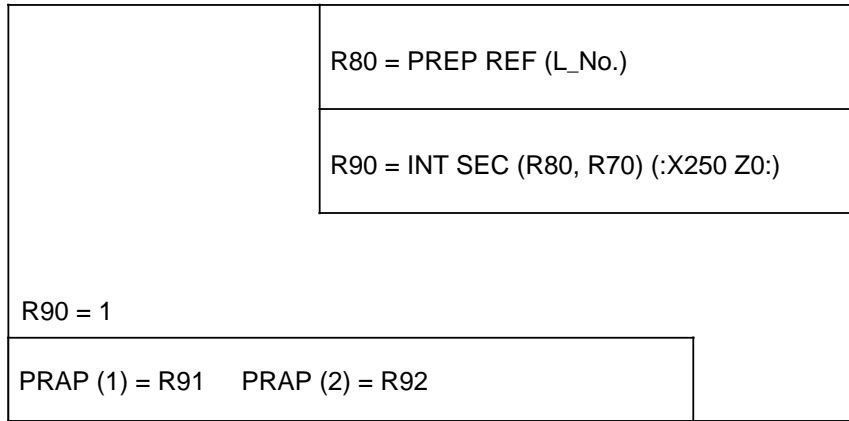 R80 = PREP REF (L_No.)
R90 = INT SEC (R80, R70) (:X250 Z0:)
R90 = 1
PRAP (1) = R91 PRAP (2) = R92